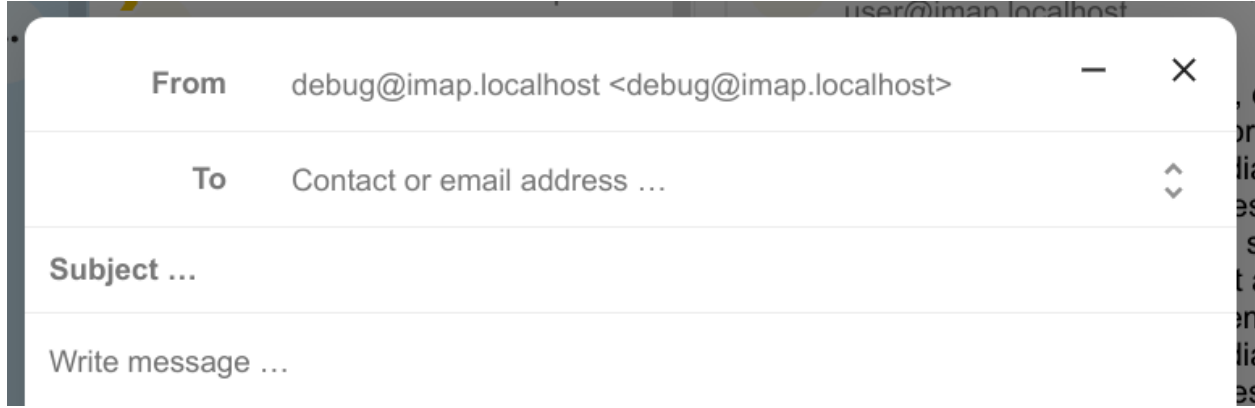 user@imap.localhost
From debug@imap.localhost <debug@imap.localhost>
To Contact or email address …
Subject …
Write message …